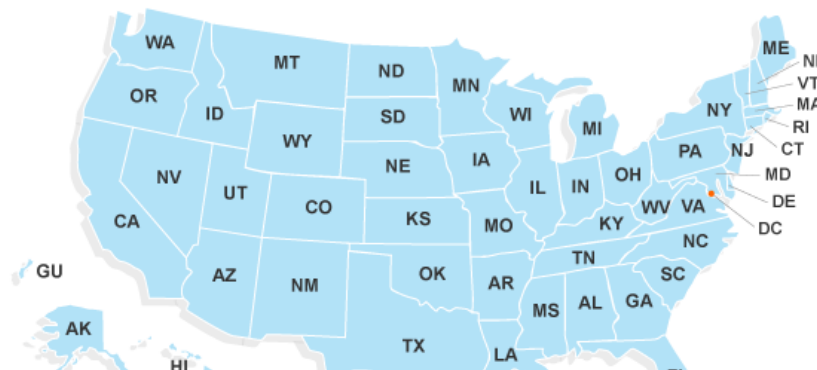 WA
MT
ND
MN
ME
OR
ID
SD
WI
MI
NY
VT
MA
RI
CT
WY
NE
IA
PA
NJ
MD
DE
DC
NV
UT
CO
KS
MO
IL
IN
OH
WV
VA
KY
CA
AZ
NM
OK
AR
TN
NC
SC
GU
AK
MS
AL
GA
TX
LA
HI